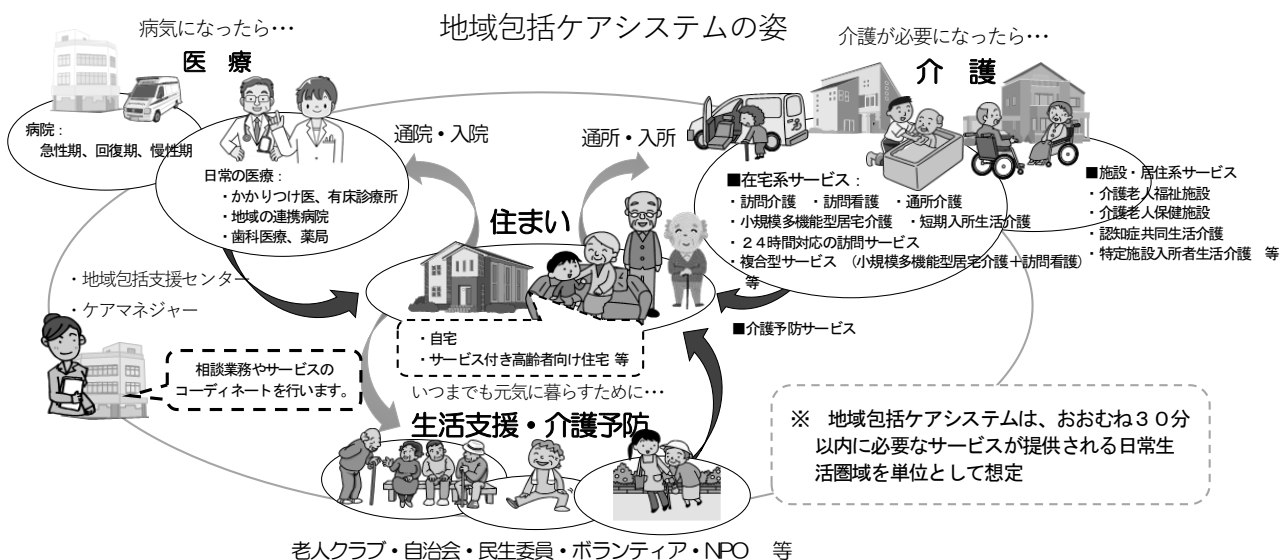 地域包括ケアシステムの姿
病気になったら･･･
医 療
病院：
急性期、回復期、慢性期
日常の医療：
・かかりつけ医、有床診療所
・地域の連携病院
・歯科医療、薬局
通院・入院
通所・入所
介護が必要になったら･･･
介 護
■在宅系サービス：
・訪問介護 ・訪問看護 ・通所介護
・小規模多機能型居宅介護 ・短期入所生活介護
・２４時間対応の訪問サービス
・複合型サービス （小規模多機能型居宅介護＋訪問看護）
等
■施設・居住系サービス
・介護老人福祉施設
・介護老人保健施設
・認知症共同生活介護
・特定施設入所者生活介護 等
■介護予防サービス
住まい
・自宅
・サービス付き高齢者向け住宅 等
・地域包括支援センター
・ケアマネジャー
相談業務やサービスの
コーディネートを行います。
いつまでも元気に暮らすために･･･
生活支援・介護予防
老人クラブ・自治会・民生委員・ボランティア・NPO 等
※ 地域包括ケアシステムは、おおむね３０分
以内に必要なサービスが提供される日常生
活圏域を単位として想定